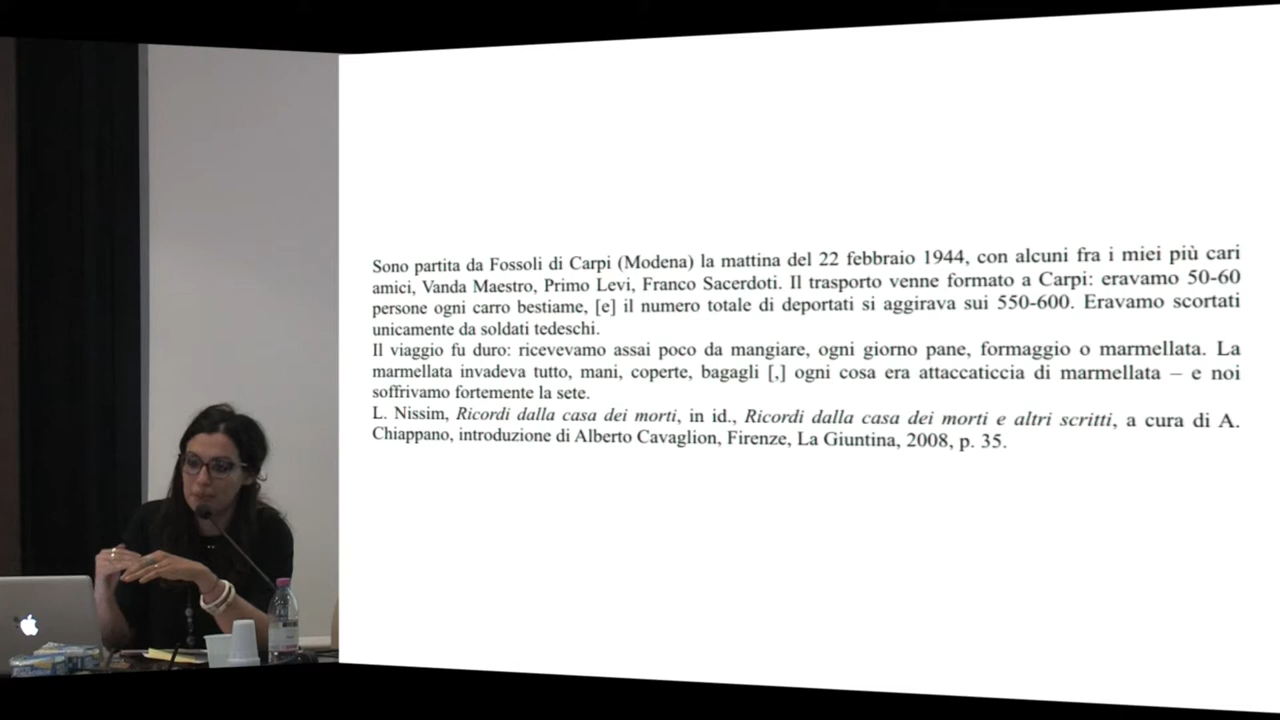 Sono partita da Fossoli di Carpi (Modena) la mattina del 22 febbraio 1944, con alcuni fra i miei più cari
amici, Vanda Maestro, Primo Levi, Franco Sacerdoti. Il trasporto venne formato a Carpi: eravamo 50-60
persone ogni carro bestiame, [e] il numero totale di deportati si aggirava sui 550-600. Eravamo scortati
unicamente da soldati tedeschi.
Il viaggio fu duro: ricevevamo assai poco da mangiare, ogni giorno pane, formaggio o marmellata. La
marmellata invadeva tutto, mani, coperte, bagagli [,] ogni cosa era attaccaticcia di marmellata – e noi
soffrivamo fortemente la sete.
L. Nissim, Ricordi dalla casa dei morti, in id., Ricordi dalla casa dei morti e altri scritti, a cura di A.
Chiappano, introduzione di Alberto Cavaglion, Firenze, La Giuntina, 2008, p. 35.